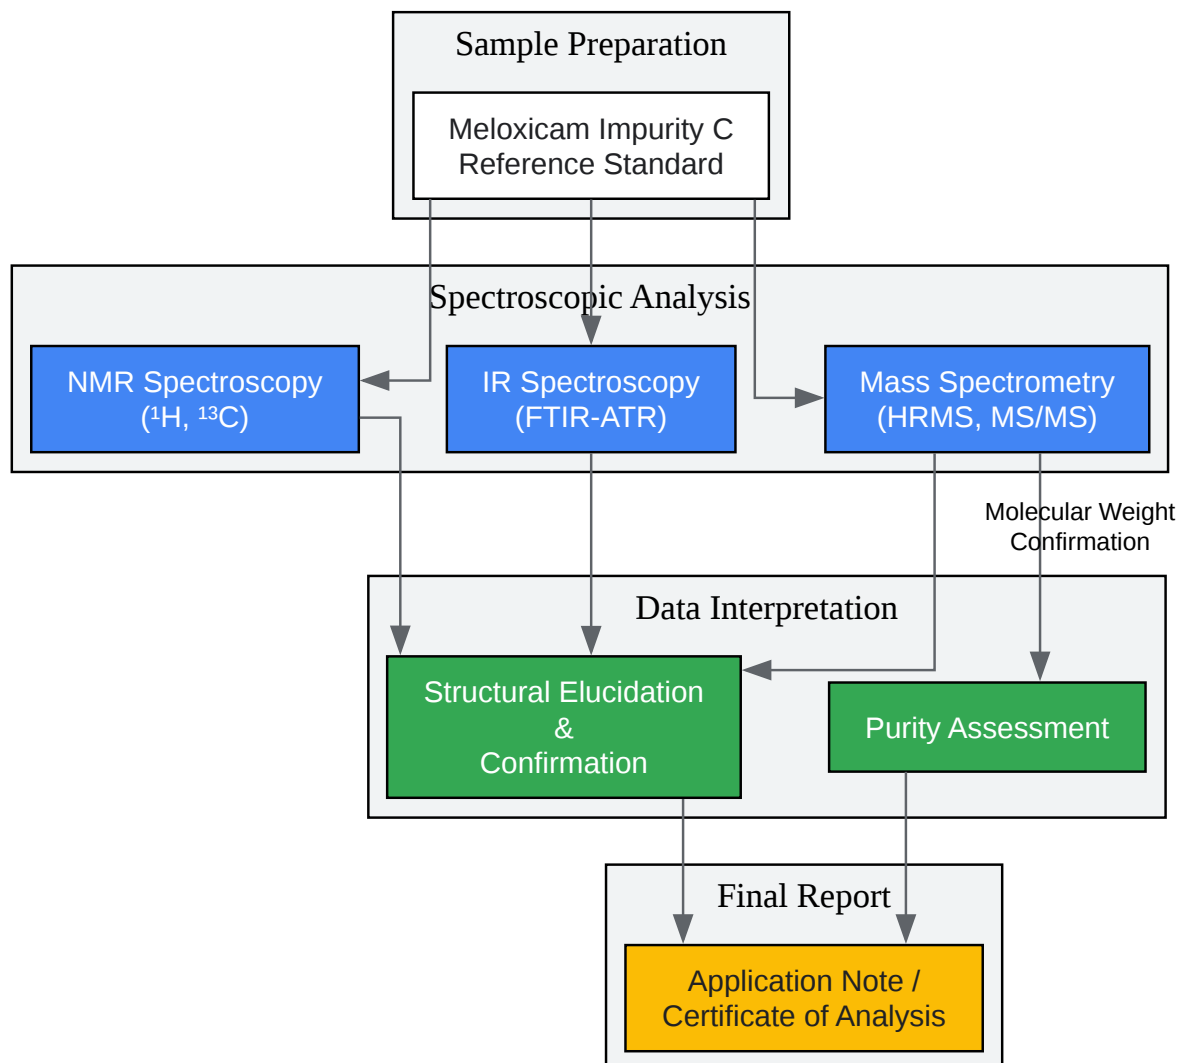 Sample Preparation
Meloxicam Impurity C
Reference Standard
Spectroscopic Analysis
NMR Spectroscopy
(¹H, ¹³C)
IR Spectroscopy
(FTIR-ATR)
Mass Spectrometry
(HRMS, MS/MS)
Molecular Weight
Confirmation
Data Interpretation
Structural Elucidation
&
Confirmation
Purity Assessment
Final Report
Application Note /
Certificate of Analysis